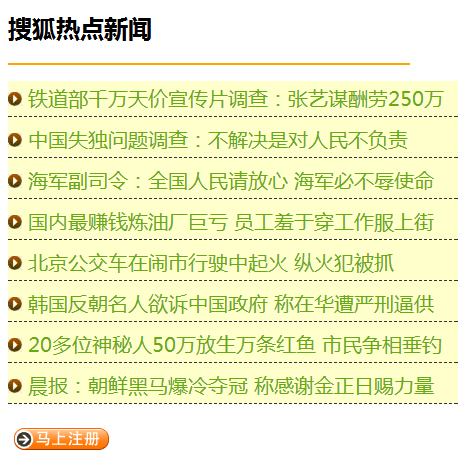 搜狐热点新闻
铁道部千万天价宣传片调查：张艺谋酬劳250万
中国失独问题调查：不解决是对人民不负责
海军副司令：全国人民请放心 海军必不辱使命
国内最赚钱炼油厂巨亏 员工羞于穿工作服上街
北京公交车在闹市行驶中起火 纵火犯被抓
韩国反朝名人欲诉中国政府 称在华遭严刑逼供
20多位神秘人50万放生万条红鱼 市民争相垂钓
晨报：朝鲜黑马爆冷夺冠 称感谢金正日赐力量
马上注册